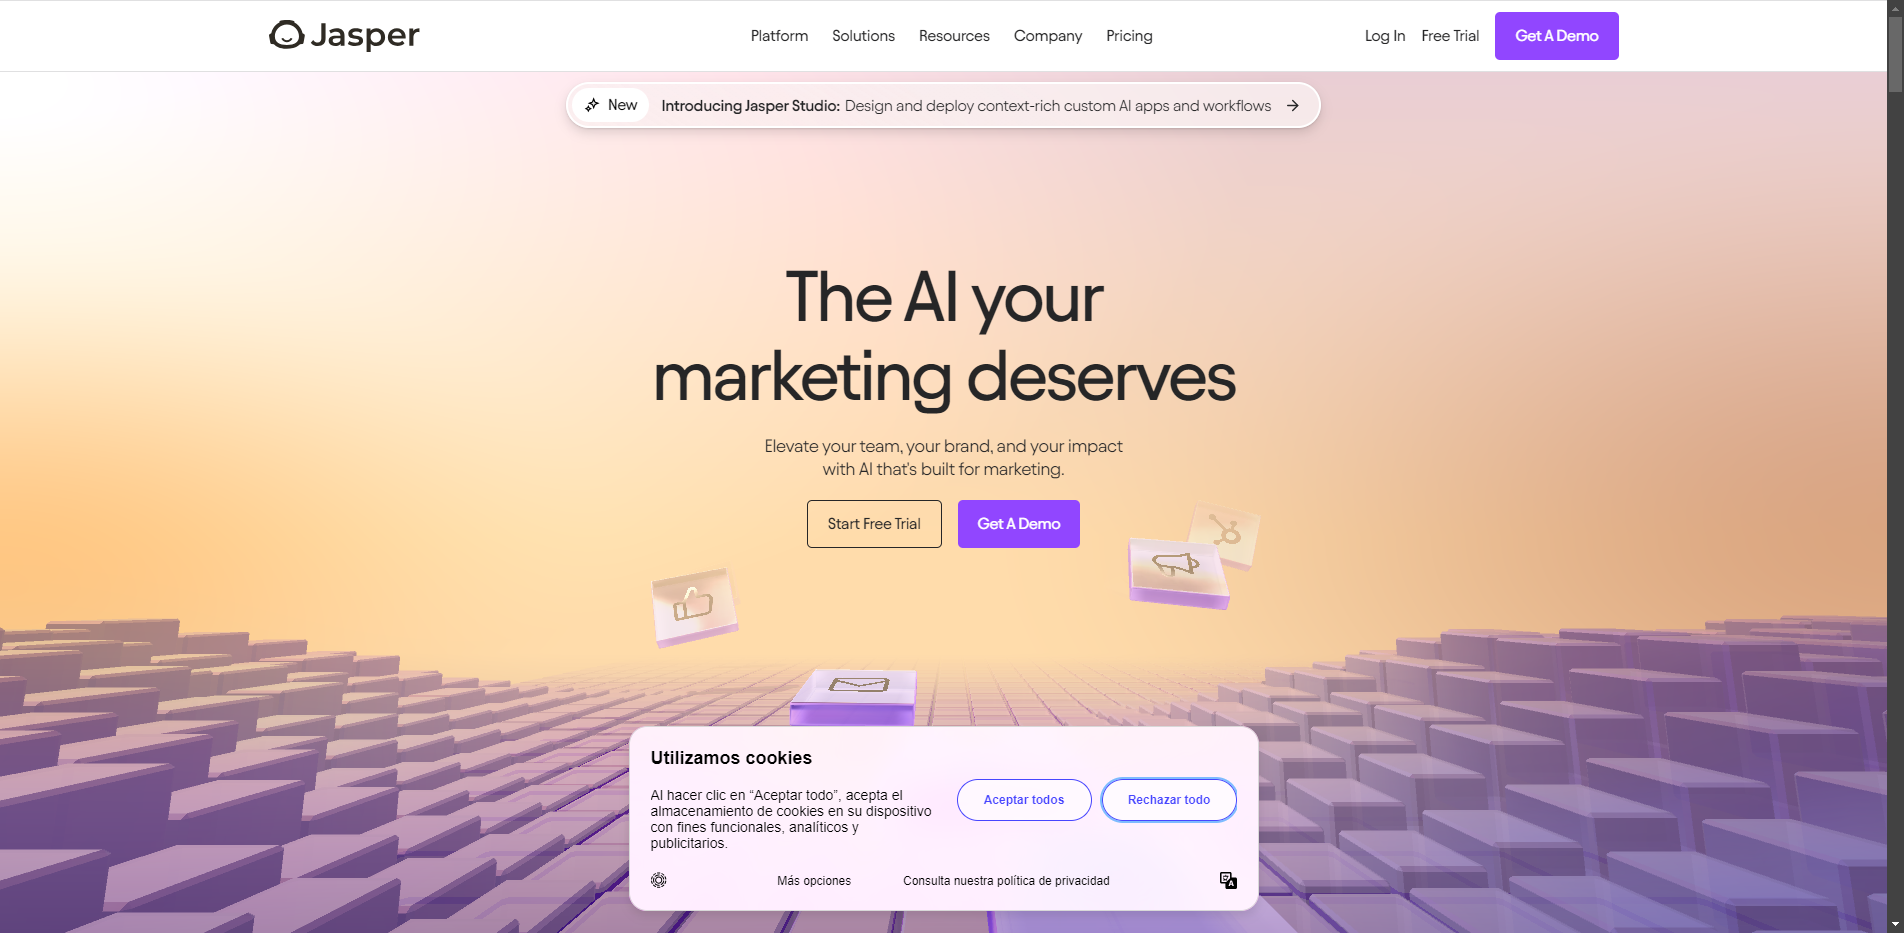 Jasper
Platform
Solutions
Resources
Company
Pricing
Log In
Free Trial
Get A Demo
New
Introducing Jasper Studio: Design and deploy context-rich custom AI apps and workflows
The AI your
marketing deserves
Elevate your team, your brand, and your impact
with AI that's built for marketing.
Start Free Trial
Get A Demo
Utilizamos cookies
Al hacer clic en “Aceptar todo”, acepta el
almacenamiento de cookies en su dispositivo
con fines funcionales, analíticos y
publicitarios.
Aceptar todos
Rechazar todo
Más opciones
Consulta nuestra política de privacidad